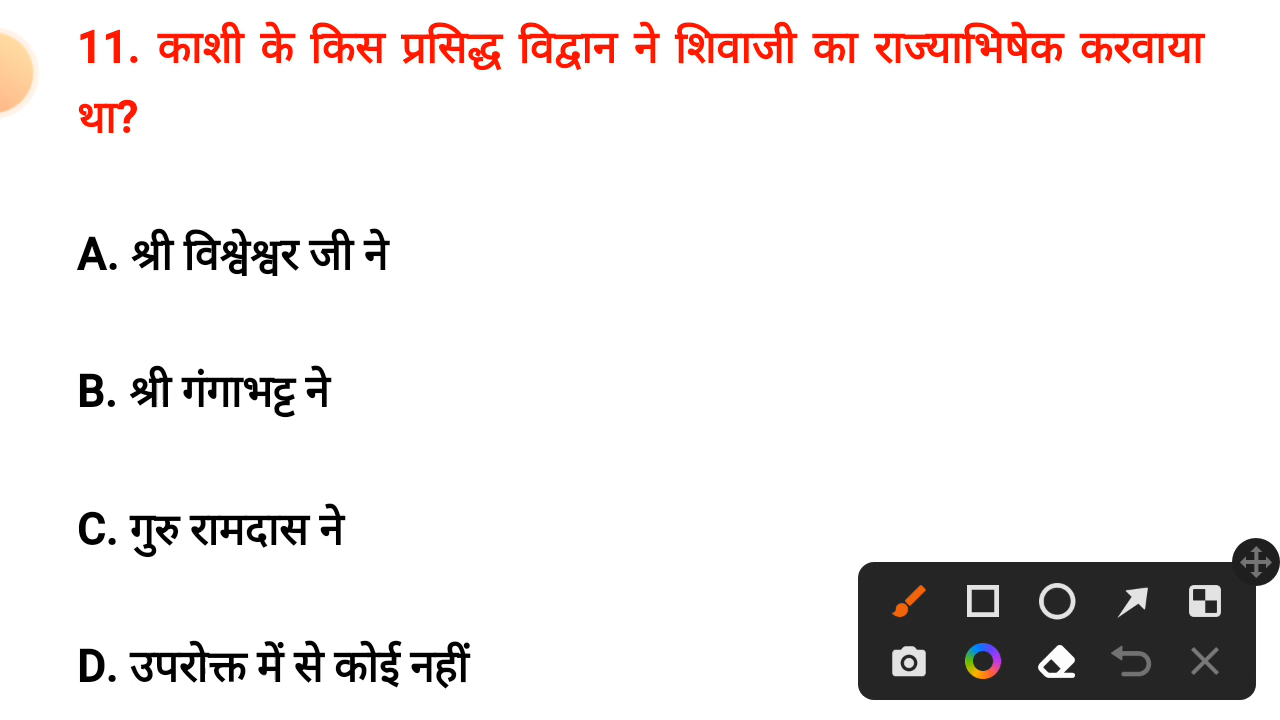 11. काशी के किस प्रसिद्ध विद्वान ने शिवाजी का राज्याभिषेक करवाया
था?
A. श्री विश्वेश्वर जी ने
B. श्री गंगाभट्ट ने
C. गुरु रामदास ने
D. उपरोक्त में से कोई नहीं